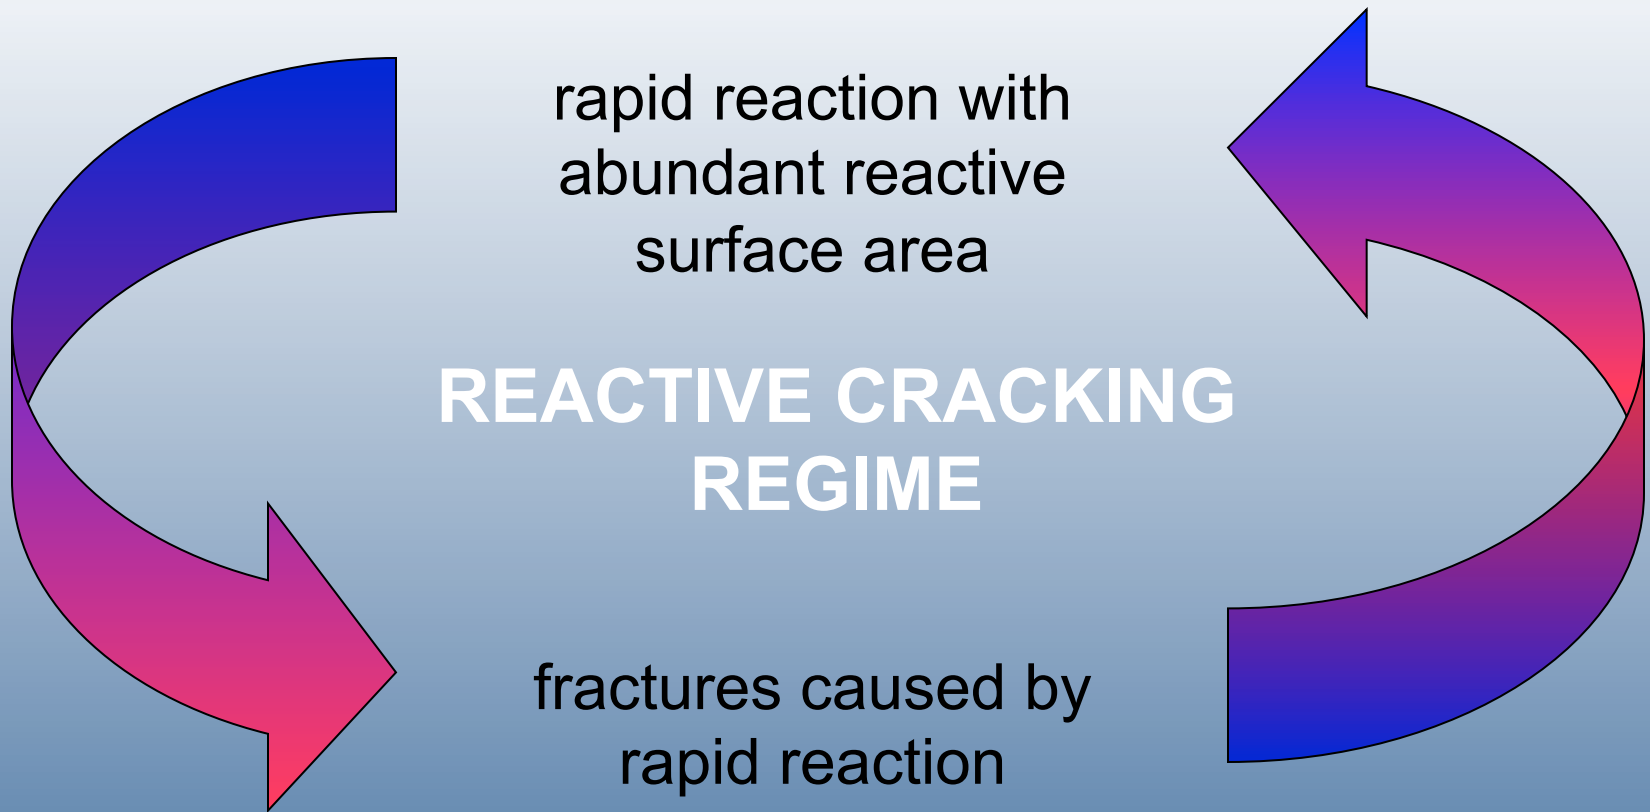 rapid reaction with
abundant reactive
surface area
REACTIVE CRACKING
REGIME
fractures caused by
rapid reaction